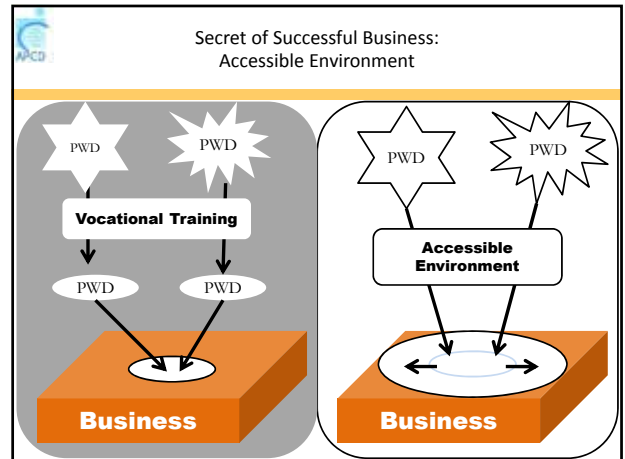 APCD
Secret of Successful Business:
Accessible Environment
PWD
PWD
Vocational Training
PWD
PWD
Business
PWD
PWD
Accessible
Environment
Business